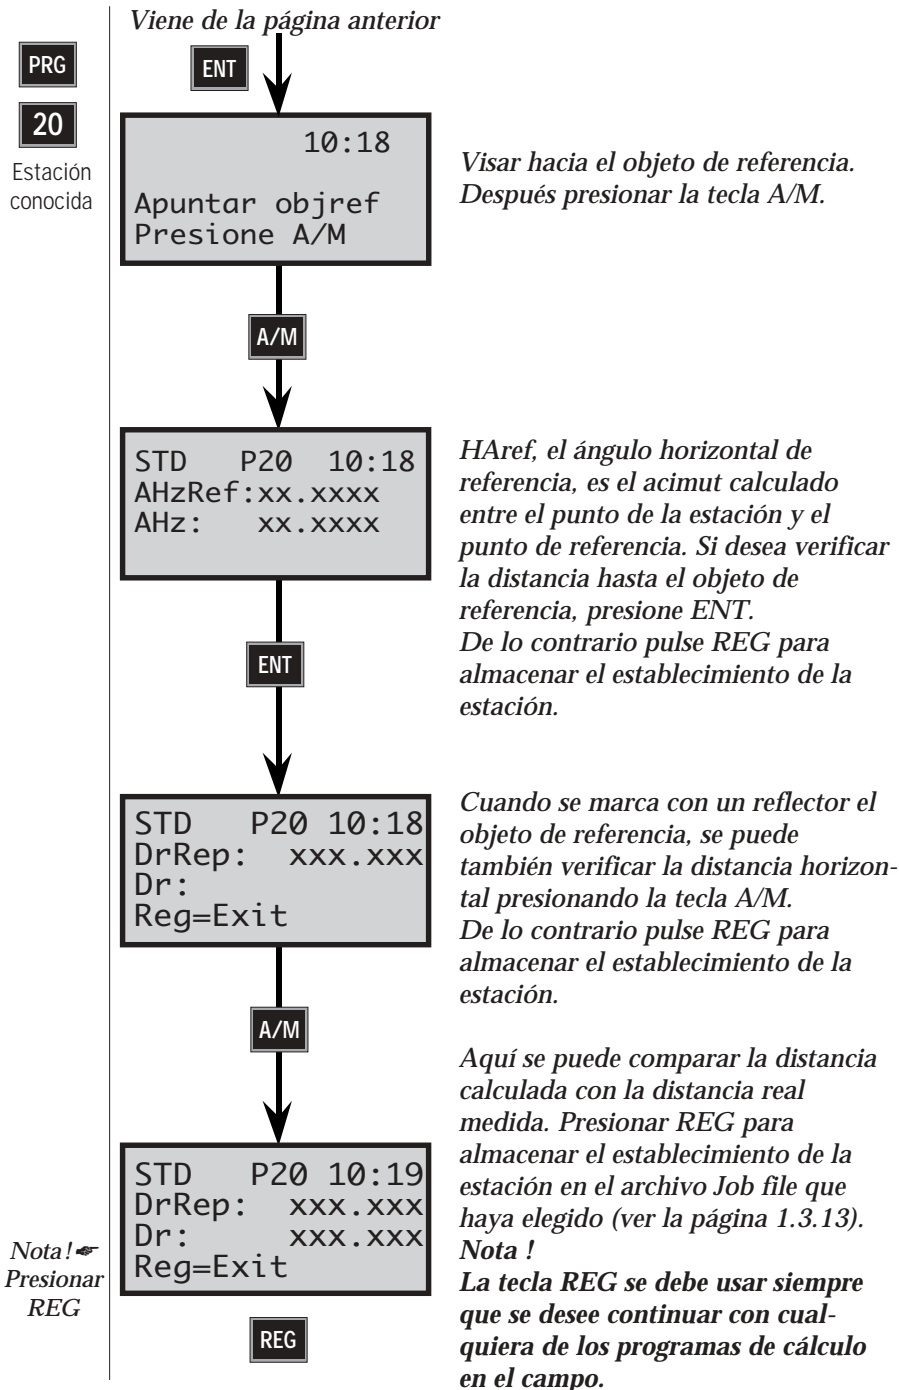 Viene de la página anterior
PRG
20
Estación
conocida
ENT
10:18
Apuntar objref
Presione A/M
Visar hacia el objeto de referencia.
Después presionar la tecla A/M.
A/M
STD P20 10:18
AHzRef:xx.xxxx
AHz: xx.xxxx
HAref, el ángulo horizontal de
referencia, es el acimut calculado
entre el punto de la estación y el
punto de referencia. Si desea verificar
la distancia hasta el objeto de
referencia, presione ENT.
De lo contrario pulse REG para
almacenar el establecimiento de la
estación.
ENT
STD P20 10:18
DrRep: xxx.xxx
Dr:
Reg=Exit
Cuando se marca con un reflector el
objeto de referencia, se puede
también verificar la distancia horizon-
tal presionando la tecla A/M.
De lo contrario pulse REG para
almacenar el establecimiento de la
estación.
A/M
STD P20 10:19
DrRep: xxx.xxx
Dr: xxx.xxx
Reg=Exit
Aquí se puede comparar la distancia
calculada con la distancia real
medida. Presionar REG para
almacenar el establecimiento de la
estación en el archivo Job file que
haya elegido (ver la página 1.3.13).
Nota !
La tecla REG se debe usar siempre
que se desee continuar con cual-
quiera de los programas de cálculo
en el campo.
Nota!☛
Presionar
REG
REG